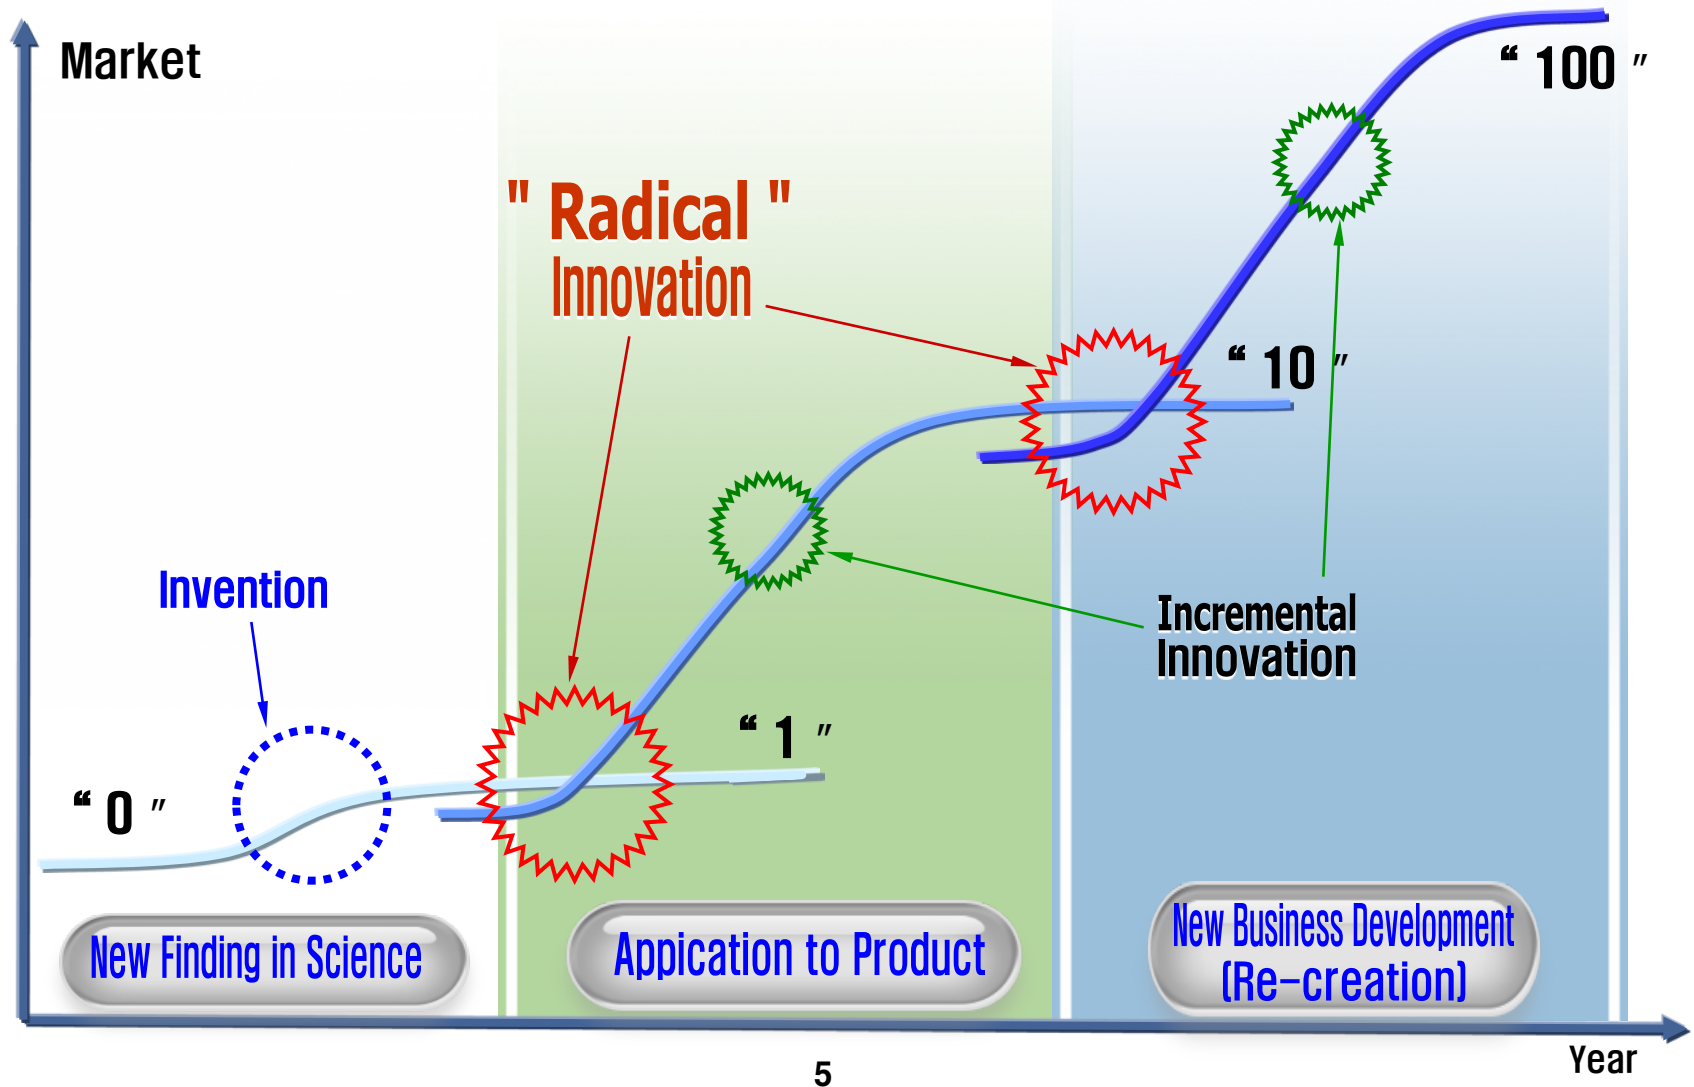 Market
“ 100 ″
" Radical "
Innovation
“ 10 ″
Invention
Incremental
Innovation
“ 1 ″
“ 0 ″
New Finding in Science
Appication to Product
New Business Development
(Re-creation)
Year
5